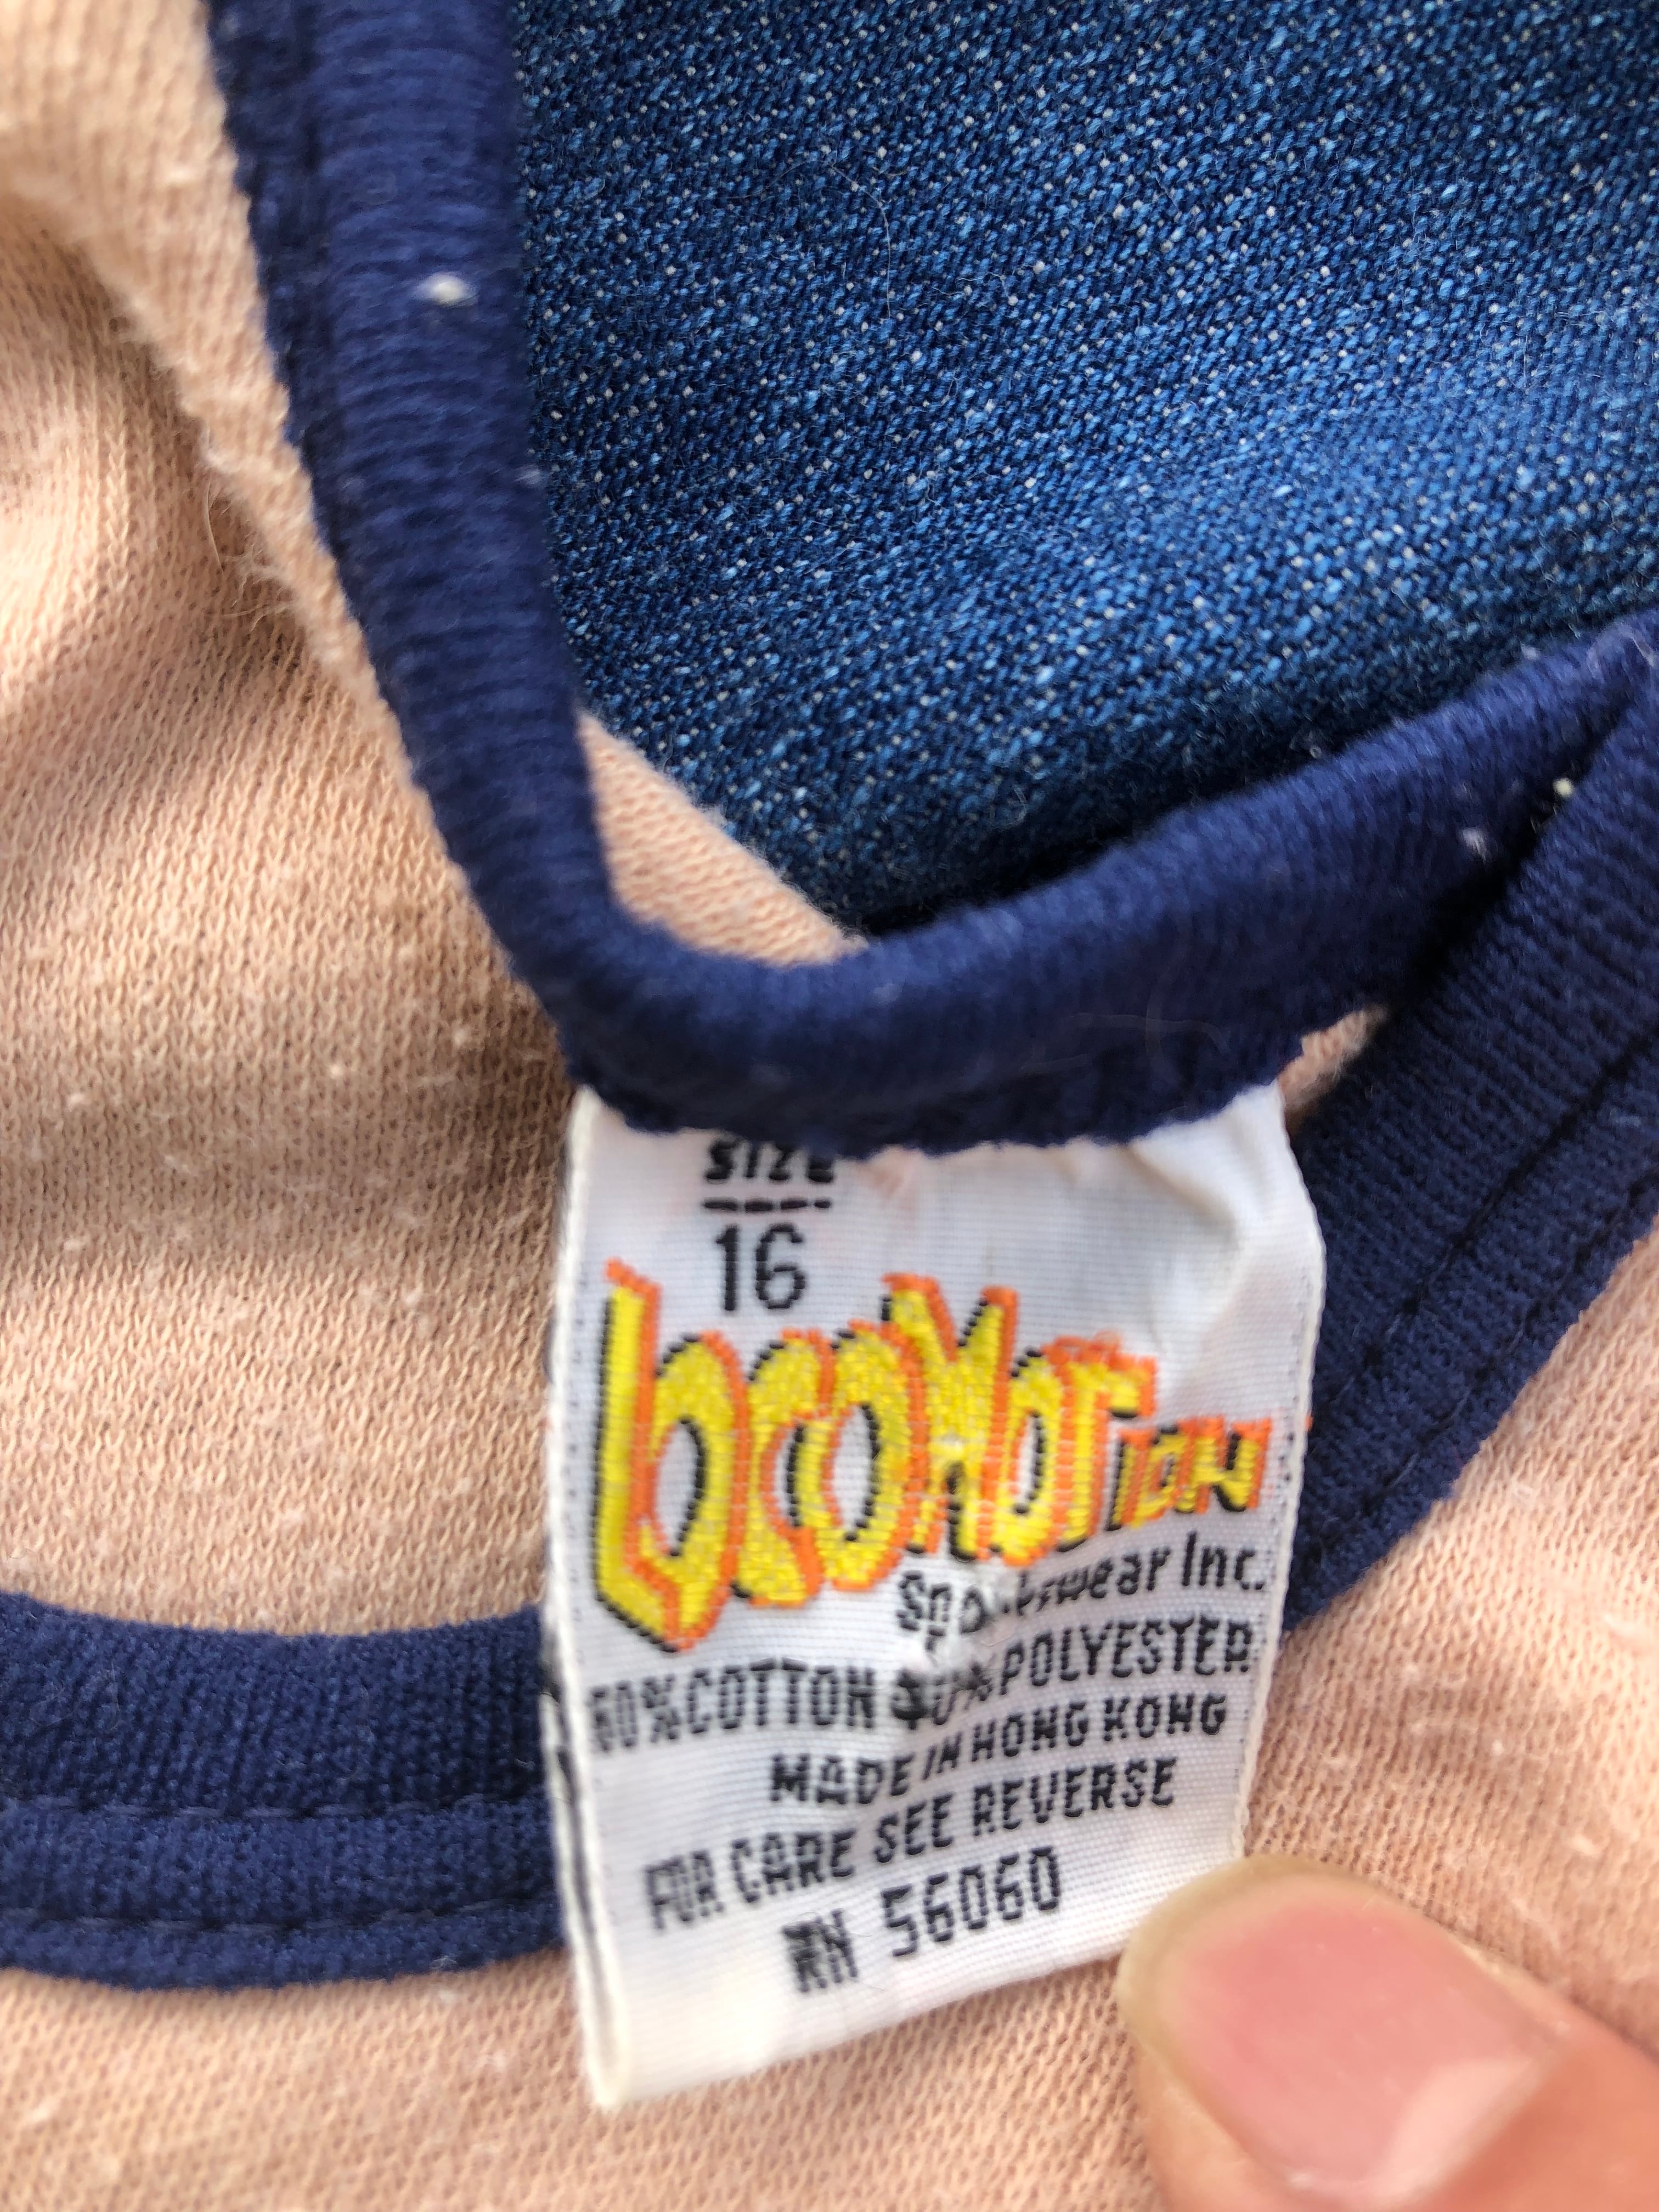 SIZE
16
locoMoTION
Sportswear Inc.
60%COTTON 40%POLYESTER
MADE IN HONG KONG
FOR CARE SEE REVERSE
RN 56060